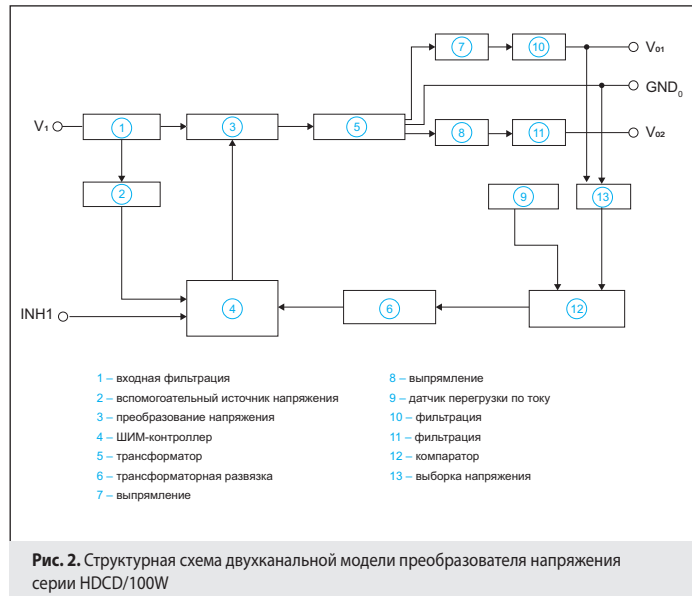 7
10
V₀₁
GND₀
V₁
1
3
5
8
11
V₀₂
2
9
13
INH1
4
6
12
1 – входная фильтрация
2 – вспомогоательный источник напряжения
3 – преобразование напряжения
4 – ШИМ-контроллер
5 – трансформатор
6 – трансформаторная развязка
7 – выпрямление
8 – выпрямление
9 – датчик перегрузки по току
10 – фильтрация
11 – фильтрация
12 – компаратор
13 – выборка напряжения
Рис. 2. Структурная схема двухканальной модели преобразователя напряжения
серии HDCD/100W